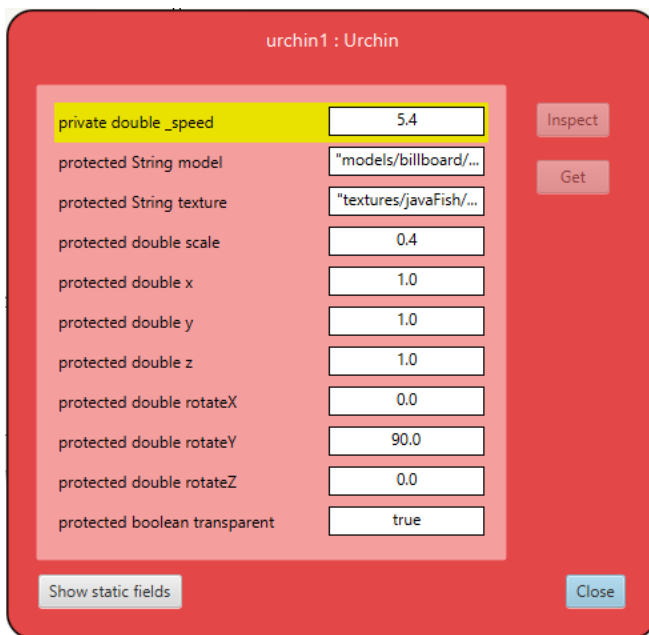 urchin1 : Urchin
private double _speed 5.4 Inspect
protected String model "models/billboard/...
protected String texture "textures/javaFish/... Get
protected double scale 0.4
protected double x 1.0
protected double y 1.0
protected double z 1.0
protected double rotateX 0.0
protected double rotateY 90.0
protected double rotateZ 0.0
protected boolean transparent true
Show static fields Close